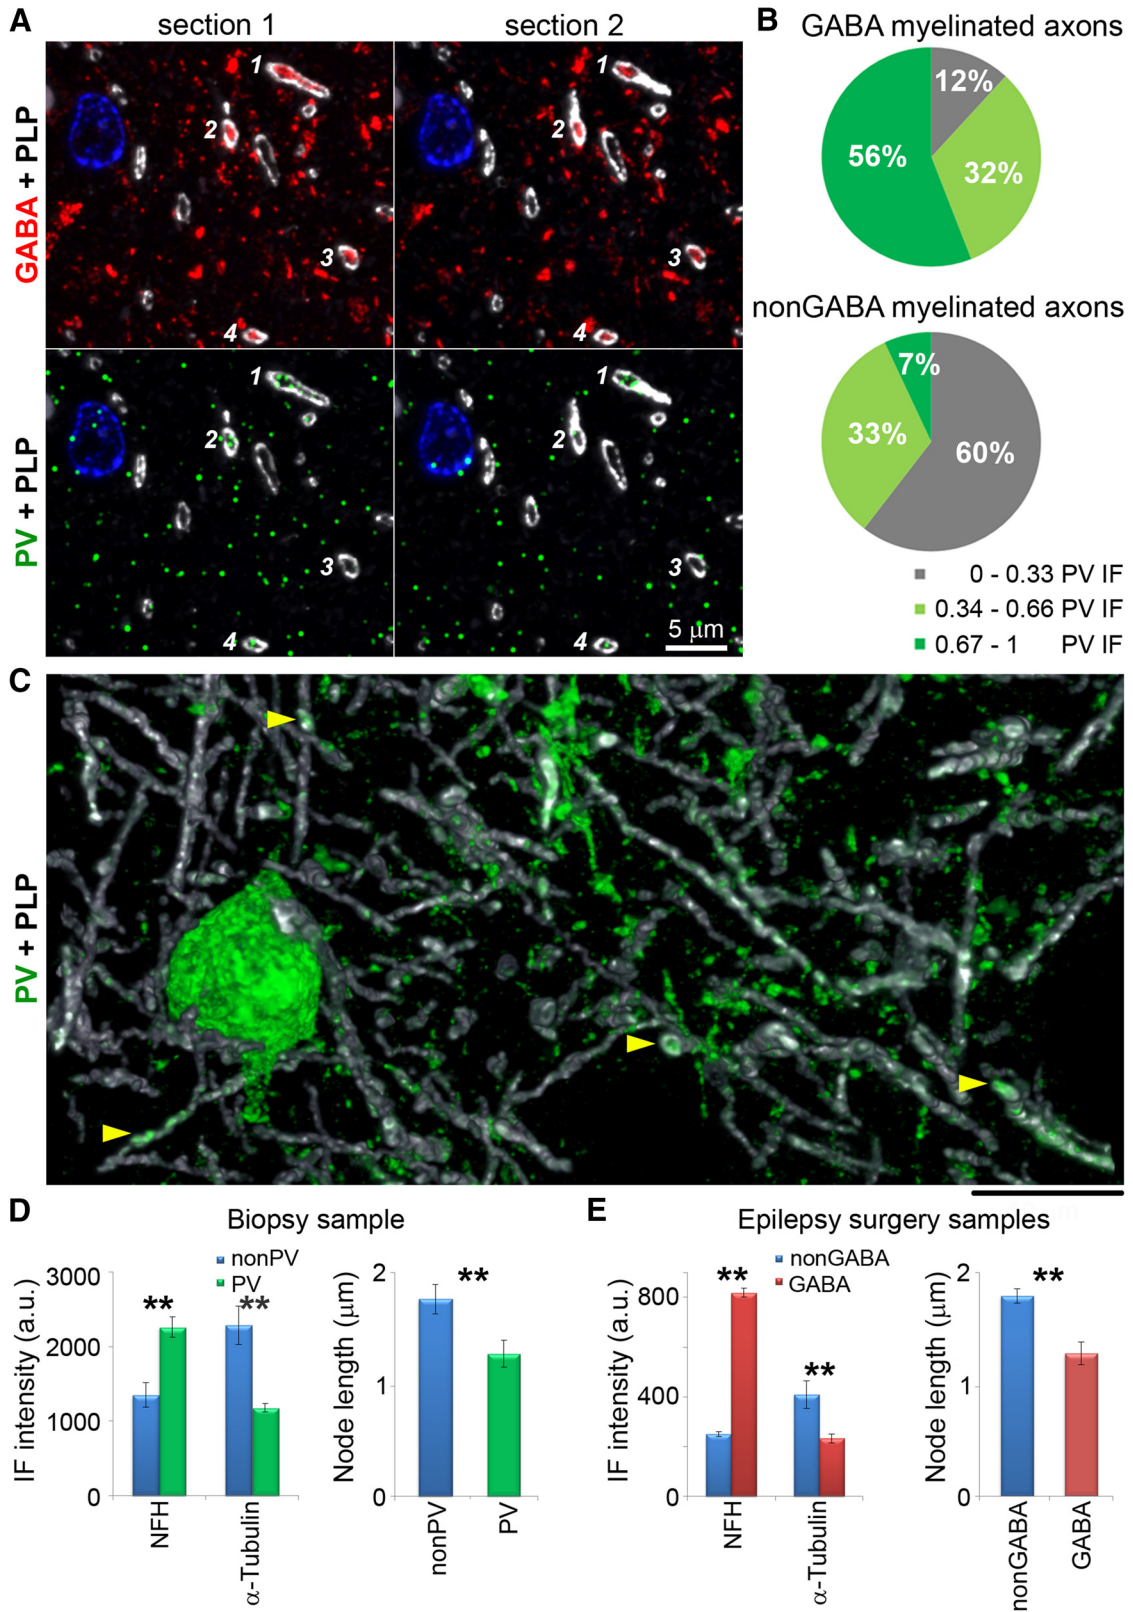 A
section 1
section 2
GABA + PLP
1
2
3
4
1
2
3
4
PV + PLP
1
2
3
4
1
2
3
4
5 μm
B
GABA myelinated axons
12%
56%
32%
nonGABA myelinated axons
7%
33%
60%
0 - 0.33 PV IF
0.34 - 0.66 PV IF
0.67 - 1 PV IF
C
PV + PLP
D
Biopsy sample
nonPV
PV
IF intensity (a.u.)
3000
2000
1000
0
**
**
NFH
α-Tubulin
Node length (μm)
2
1
0
**
nonPV
PV
E
Epilepsy surgery samples
nonGABA
GABA
IF intensity (a.u.)
800
400
0
**
**
NFH
α-Tubulin
Node length (μm)
2
1
0
**
nonGABA
GABA